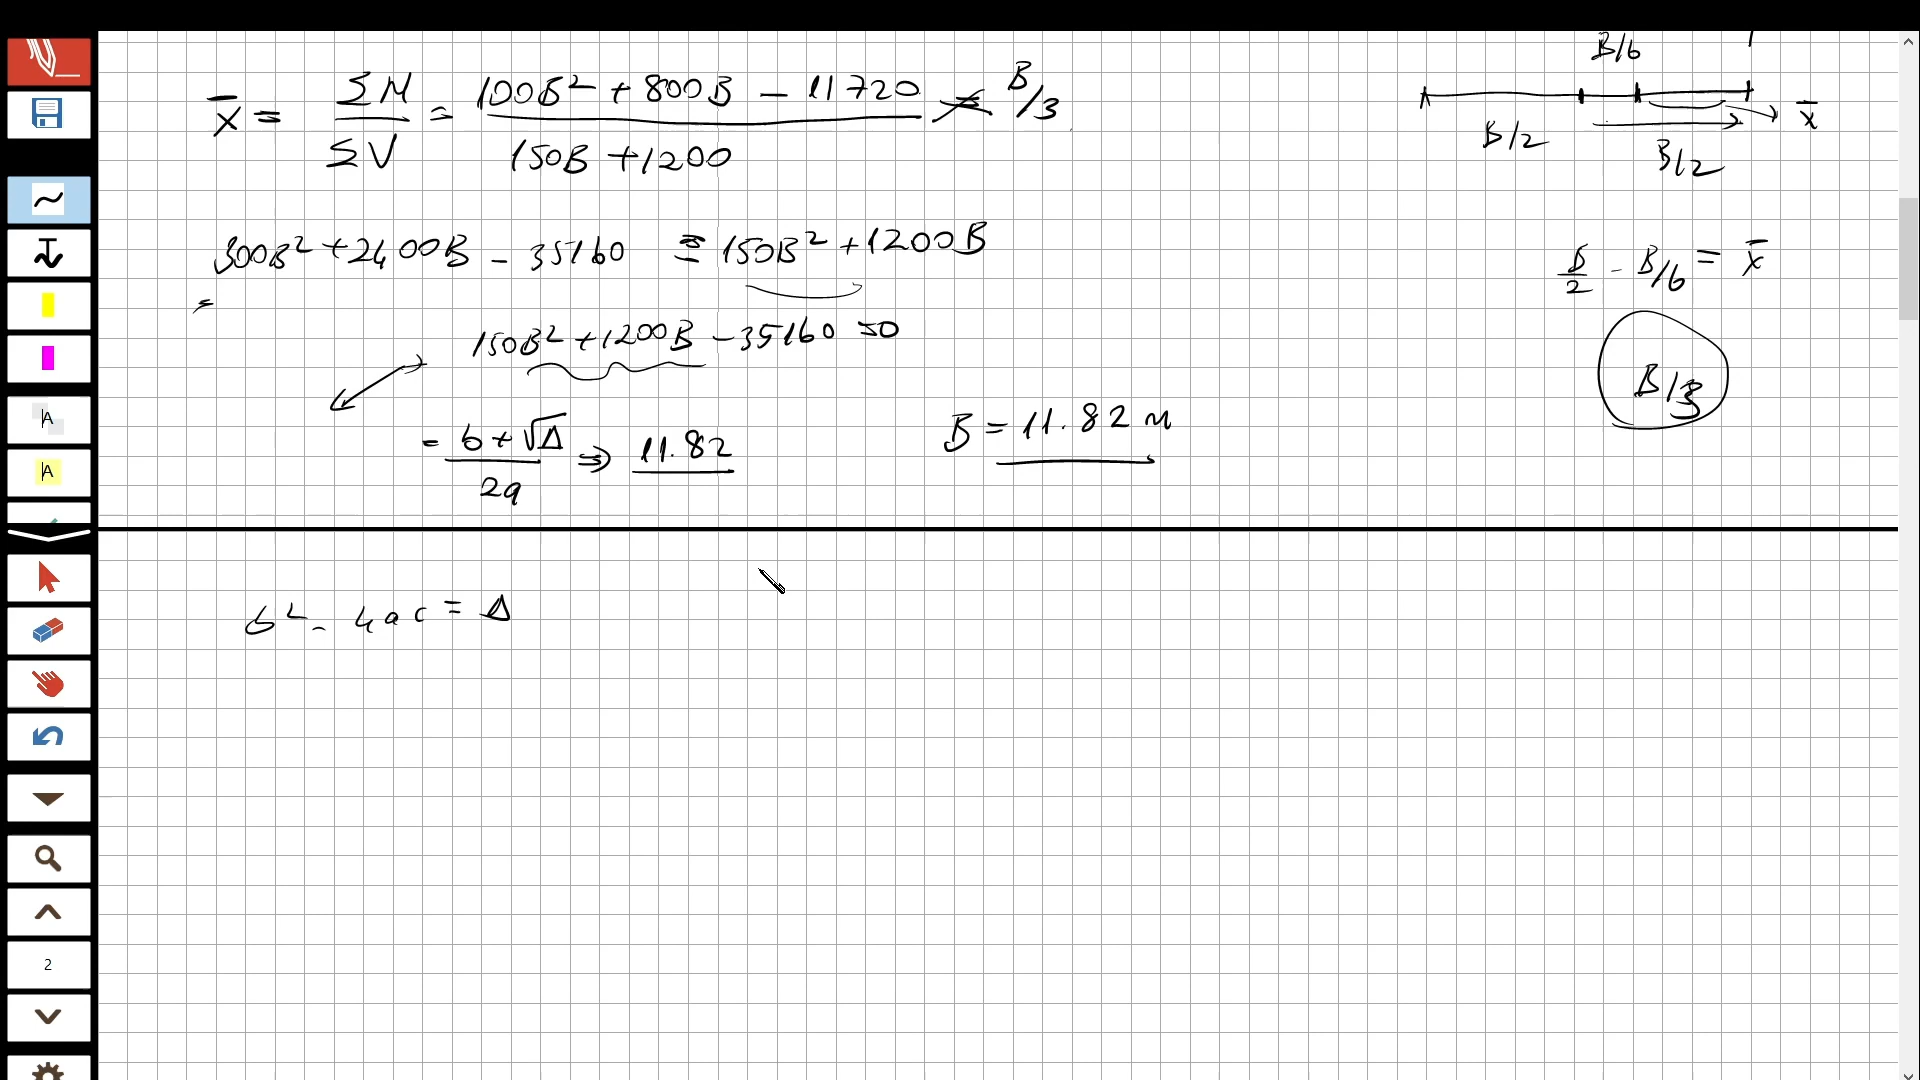 x̄ = ΣM/ΣV = (100B² + 800B - 11720)/(150B + 1200) = B/3
300B² + 2400B - 35160 = 150B² + 1200B
=
150B² + 1200B - 35160 = 0
= (b + √Δ)/2a ⇒ 11.82
B = 11.82 m
B/6
B/2
B/2
x̄
B/2 - B/6 = x̄
B/3
b² - 4ac = Δ
A
A
2